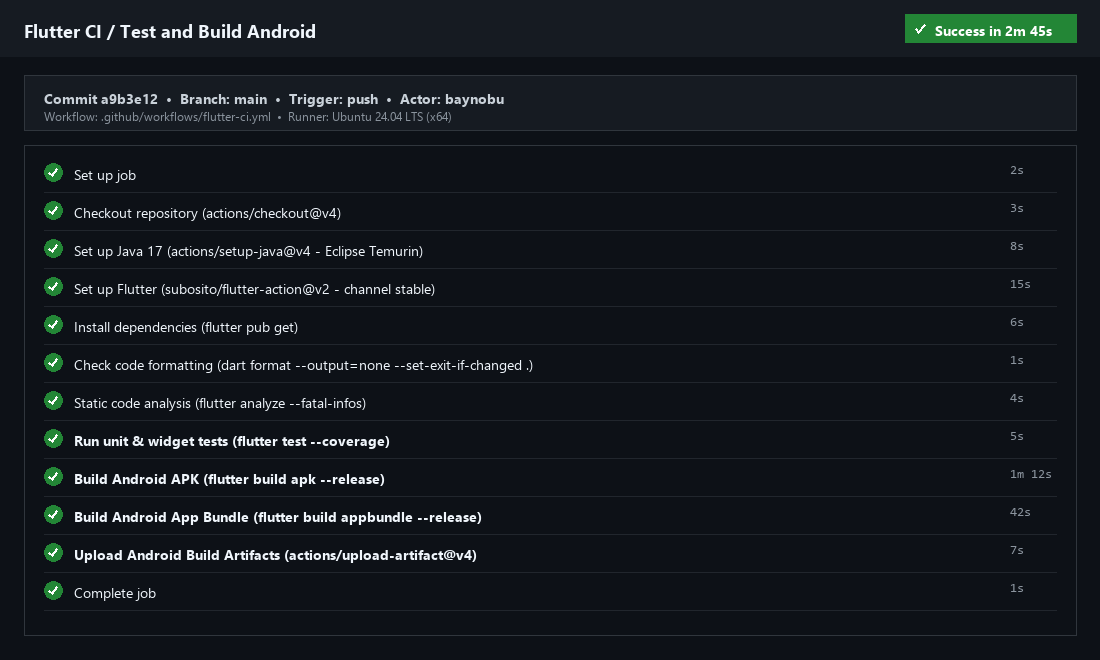 Flutter CI / Test and Build Android
✓ Success in 2m 45s
Commit a9b3e12 • Branch: main • Trigger: push • Actor: baynobu
Workflow: .github/workflows/flutter-ci.yml • Runner: Ubuntu 24.04 LTS (x64)
Set up job 2s
Checkout repository (actions/checkout@v4) 3s
Set up Java 17 (actions/setup-java@v4 - Eclipse Temurin) 8s
Set up Flutter (subosito/flutter-action@v2 - channel stable) 15s
Install dependencies (flutter pub get) 6s
Check code formatting (dart format --output=none --set-exit-if-changed .) 1s
Static code analysis (flutter analyze --fatal-infos) 4s
Run unit & widget tests (flutter test --coverage) 5s
Build Android APK (flutter build apk --release) 1m 12s
Build Android App Bundle (flutter build appbundle --release) 42s
Upload Android Build Artifacts (actions/upload-artifact@v4) 7s
Complete job 1s